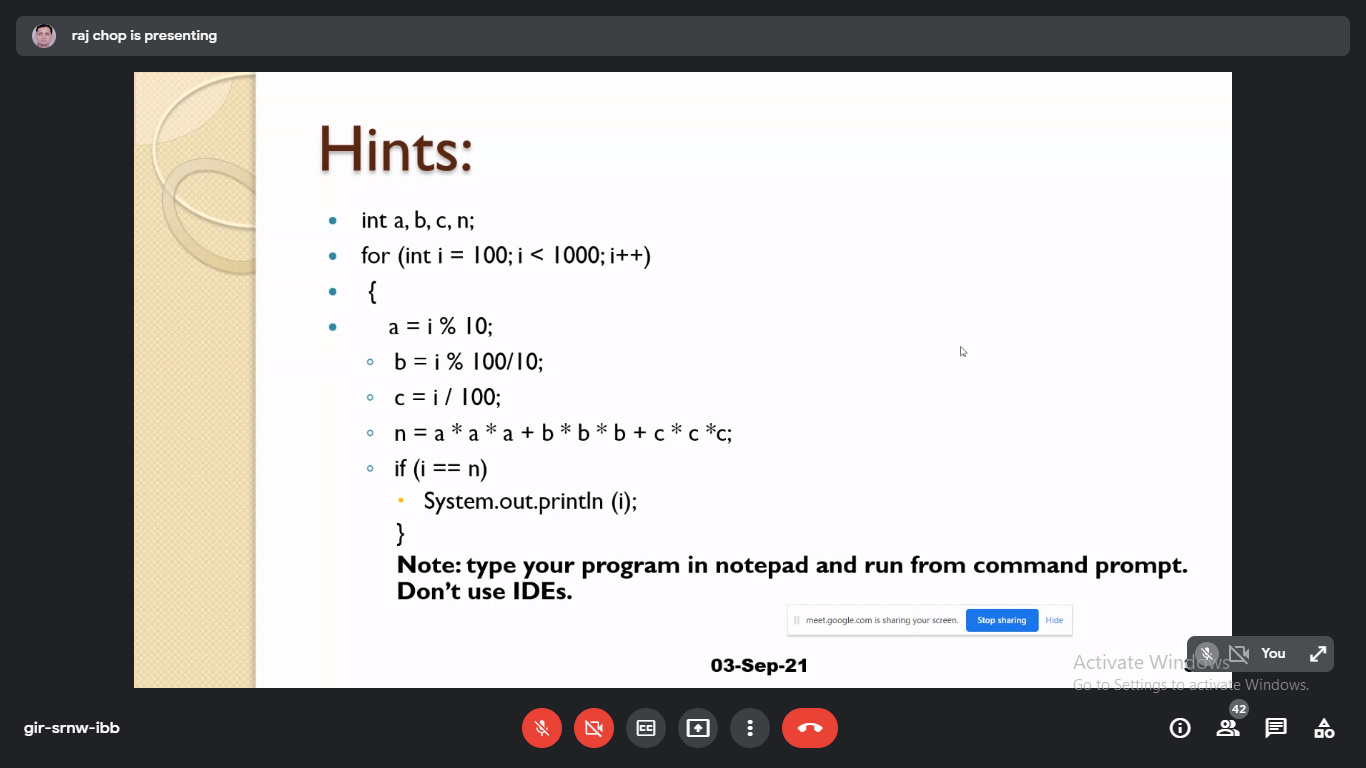 raj chop is presenting
Hints:
int a, b, c, n;
for (int i = 100; i < 1000; i++)
{
a = i % 10;
b = i % 100/10;
c = i / 100;
n = a * a * a + b * b * b + c * c *c;
if (i == n)
System.out.println (i);
}
Note: type your program in notepad and run from command prompt.
Don't use IDEs.
meet.google.com is sharing your screen. Stop sharing Hide
03-Sep-21
You
Activate Windows
Go to Settings to activate Windows.
42
gir-srnw-ibb
CC